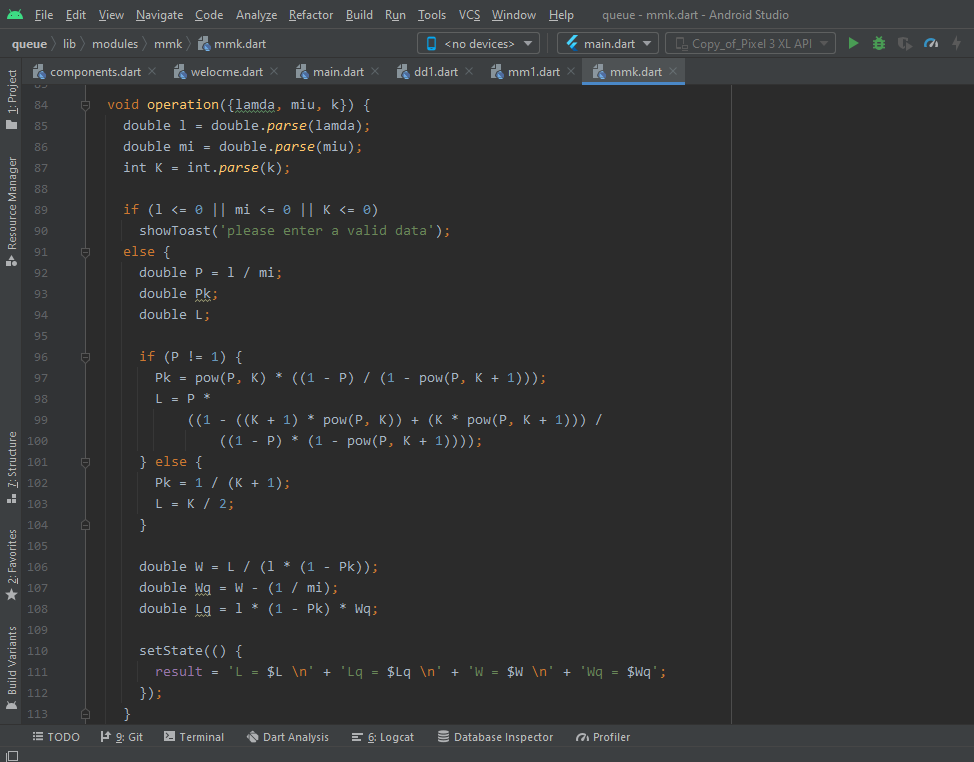 File Edit View Navigate Code Analyze Refactor Build Run Tools VCS Window Help queue - mmk.dart - Android Studio
queue lib modules mmk mmk.dart <no devices> main.dart Copy_of_Pixel 3 XL API
components.dart welocme.dart main.dart dd1.dart mm1.dart mmk.dart
1: Project
Resource Manager
7: Structure
2: Favorites
Build Variants
83
84 void operation({lamda, miu, k}) {
85 double l = double.parse(lamda);
86 double mi = double.parse(miu);
87 int K = int.parse(k);
88
89 if (l <= 0 || mi <= 0 || K <= 0)
90 showToast('please enter a valid data');
91 else {
92 double P = l / mi;
93 double Pk;
94 double L;
95
96 if (P != 1) {
97 Pk = pow(P, K) * ((1 - P) / (1 - pow(P, K + 1)));
98 L = P *
99 ((1 - ((K + 1) * pow(P, K)) + (K * pow(P, K + 1))) /
100 ((1 - P) * (1 - pow(P, K + 1))));
101 } else {
102 Pk = 1 / (K + 1);
103 L = K / 2;
104 }
105
106 double W = L / (l * (1 - Pk));
107 double Wq = W - (1 / mi);
108 double Lq = l * (1 - Pk) * Wq;
109
110 setState(() {
111 result = 'L = $L \n' + 'Lq = $Lq \n' + 'W = $W \n' + 'Wq = $Wq';
112 });
113 }
TODO 9: Git Terminal Dart Analysis 6: Logcat Database Inspector Profiler